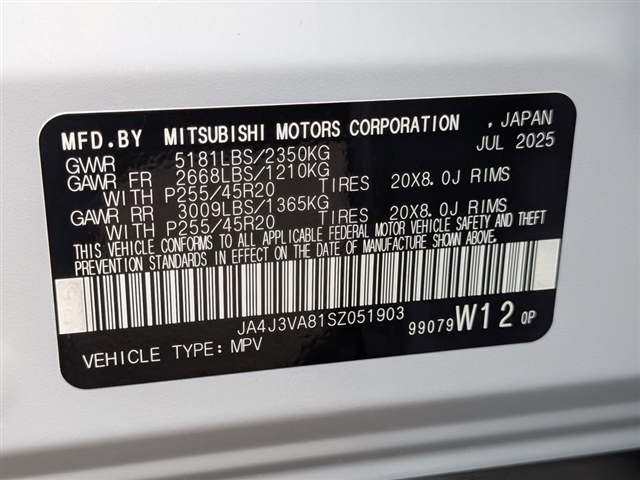 MFD.BY MITSUBISHI MOTORS CORPORATION , JAPAN
JUL 2025
GVWR 5181LBS/2350KG
GAWR FR 2668LBS/1210KG
WITH P255/45R20 TIRES 20X8.0J RIMS
GAWR RR 3009LBS/1365KG
WITH P255/45R20 TIRES 20X8.0J RIMS
THIS VEHICLE CONFORMS TO ALL APPLICABLE FEDERAL MOTOR VEHICLE SAFETY AND THEFT
PREVENTION STANDARDS IN EFFECT ON THE DATE OF MANUFACTURE SHOWN ABOVE.
JA4J3VA81SZ051903
99079 W12 0P
VEHICLE TYPE: MPV